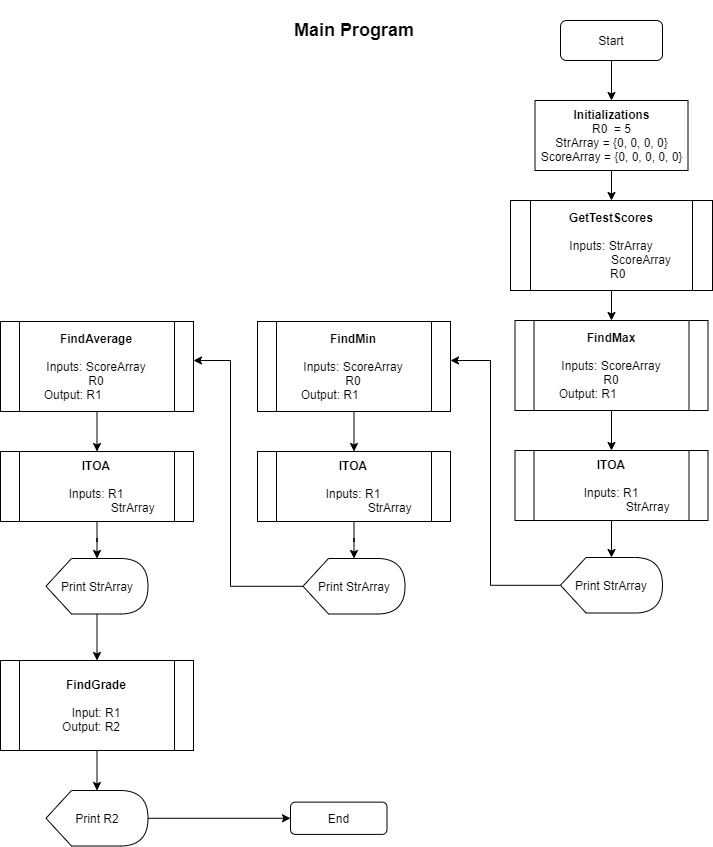 Main Program
Start
Initializations
R0 = 5
StrArray = {0, 0, 0, 0}
ScoreArray = {0, 0, 0, 0, 0}
GetTestScores
Inputs: StrArray
ScoreArray
R0
FindMax
Inputs: ScoreArray
R0
Output: R1
ITOA
Inputs: R1
StrArray
Print StrArray
FindMin
Inputs: ScoreArray
R0
Output: R1
ITOA
Inputs: R1
StrArray
Print StrArray
FindAverage
Inputs: ScoreArray
R0
Output: R1
ITOA
Inputs: R1
StrArray
Print StrArray
FindGrade
Input: R1
Output: R2
Print R2
End